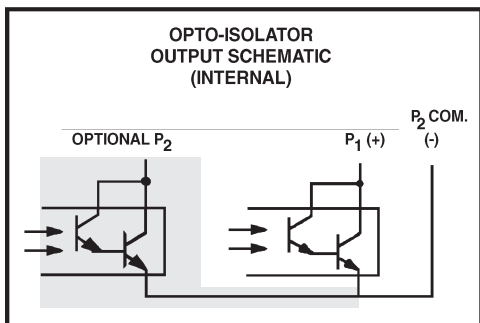 OPTO-ISOLATOR
OUTPUT SCHEMATIC
(INTERNAL)
P2 COM.
OPTIONAL P2
P1 (+)
(-)